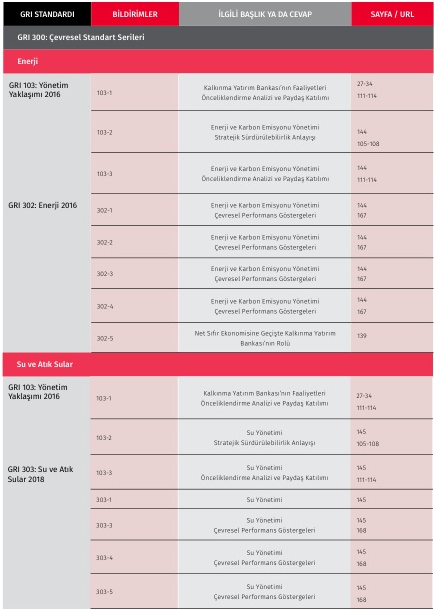 GRI STANDARDI BİLDİRİMLER İLGİLİ BAŞLIK YA DA CEVAP SAYFA / URL
GRI 300: Çevresel Standart Serileri
Enerji
GRI 103: Yönetim
Yaklaşımı 2016
103-1
Kalkınma Yatırım Bankası'nın Faaliyetleri
Önceliklendirme Analizi ve Paydaş Katılımı
27-34
111-114
103-2
Enerji ve Karbon Emisyonu Yönetimi
Stratejik Sürdürülebilirlik Anlayışı
144
105-108
103-3
Enerji ve Karbon Emisyonu Yönetimi
Önceliklendirme Analizi ve Paydaş Katılımı
144
111-114
GRI 302: Enerji 2016
302-1
Enerji ve Karbon Emisyonu Yönetimi
Çevresel Performans Göstergeleri
144
167
302-2
Enerji ve Karbon Emisyonu Yönetimi
Çevresel Performans Göstergeleri
144
167
302-3
Enerji ve Karbon Emisyonu Yönetimi
Çevresel Performans Göstergeleri
144
167
302-4
Enerji ve Karbon Emisyonu Yönetimi
Çevresel Performans Göstergeleri
144
167
302-5
Net Sıfır Ekonomisine Geçişte Kalkınma Yatırım
Bankası'nın Rolü
139
Su ve Atık Sular
GRI 103: Yönetim
Yaklaşımı 2016
103-1
Kalkınma Yatırım Bankası'nın Faaliyetleri
Önceliklendirme Analizi ve Paydaş Katılımı
27-34
111-114
103-2
Su Yönetimi
Stratejik Sürdürülebilirlik Anlayışı
145
105-108
GRI 303: Su ve Atık
Sular 2018
103-3
Su Yönetimi
Önceliklendirme Analizi ve Paydaş Katılımı
145
111-114
303-1
Su Yönetimi
145
303-3
Su Yönetimi
Çevresel Performans Göstergeleri
145
168
303-4
Su Yönetimi
Çevresel Performans Göstergeleri
145
168
303-5
Su Yönetimi
Çevresel Performans Göstergeleri
145
168